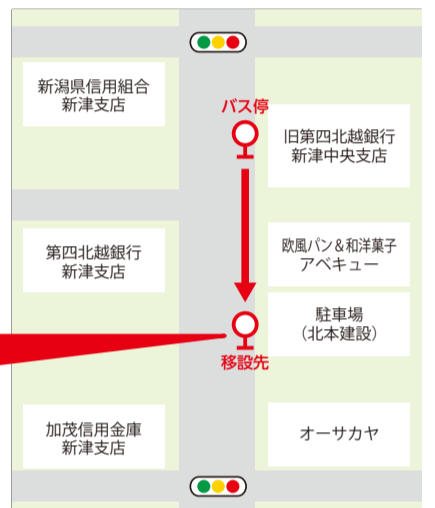 新潟県信用組合
新津支店
バス停
旧第四北越銀行
新津中央支店
第四北越銀行
新津支店
欧風パン&和洋菓子
アベキュー
駐車場
(北本建設)
移設先
加茂信用金庫
新津支店
オーサカヤ